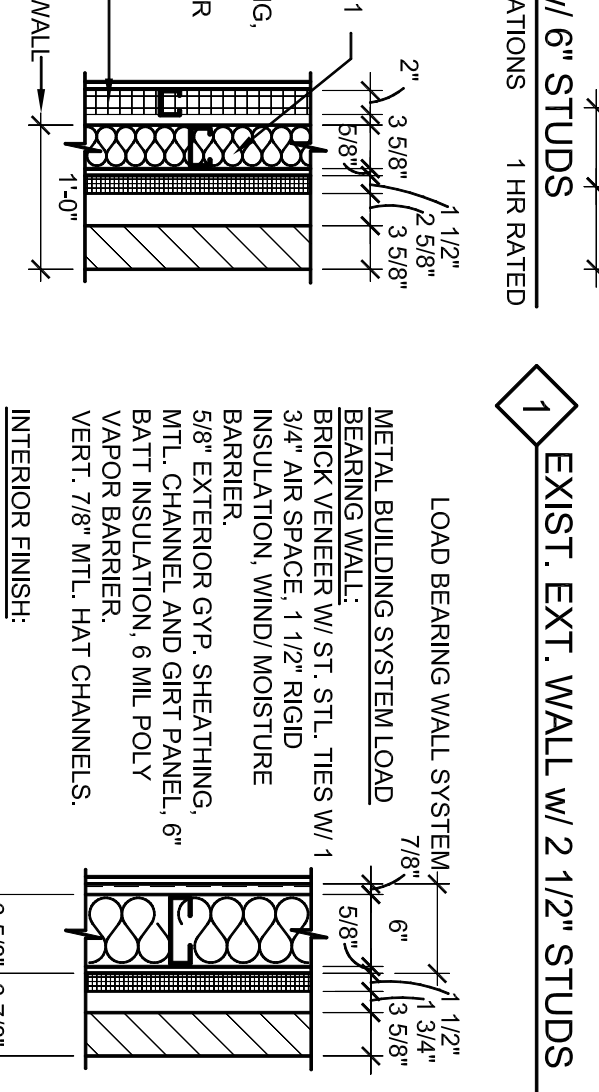 w/ 6" STUDS
1 HR RATED
2"
3 5/8"
5/8"
1 1/2"
2 5/8"
3 5/8"
1
1'-0"
WALL
1
EXIST. EXT. WALL w/ 2 1/2" STUDS
LOAD BEARING WALL SYSTEM
METAL BUILDING SYSTEM LOAD
BEARING WALL:
BRICK VENEER W/ ST. STL. TIES W/ 1
3/4" AIR SPACE, 1 1/2" RIGID
INSULATION, WIND/ MOISTURE
BARRIER.
5/8" EXTERIOR GYP. SHEATHING,
MTL. CHANNEL AND GIRT PANEL, 6"
BATT INSULATION, 6 MIL POLY
VAPOR BARRIER.
VERT. 7/8" MTL. HAT CHANNELS.
INTERIOR FINISH:
7/8"
6"
5/8"
1 1/2"
1 3/4"
3 5/8"